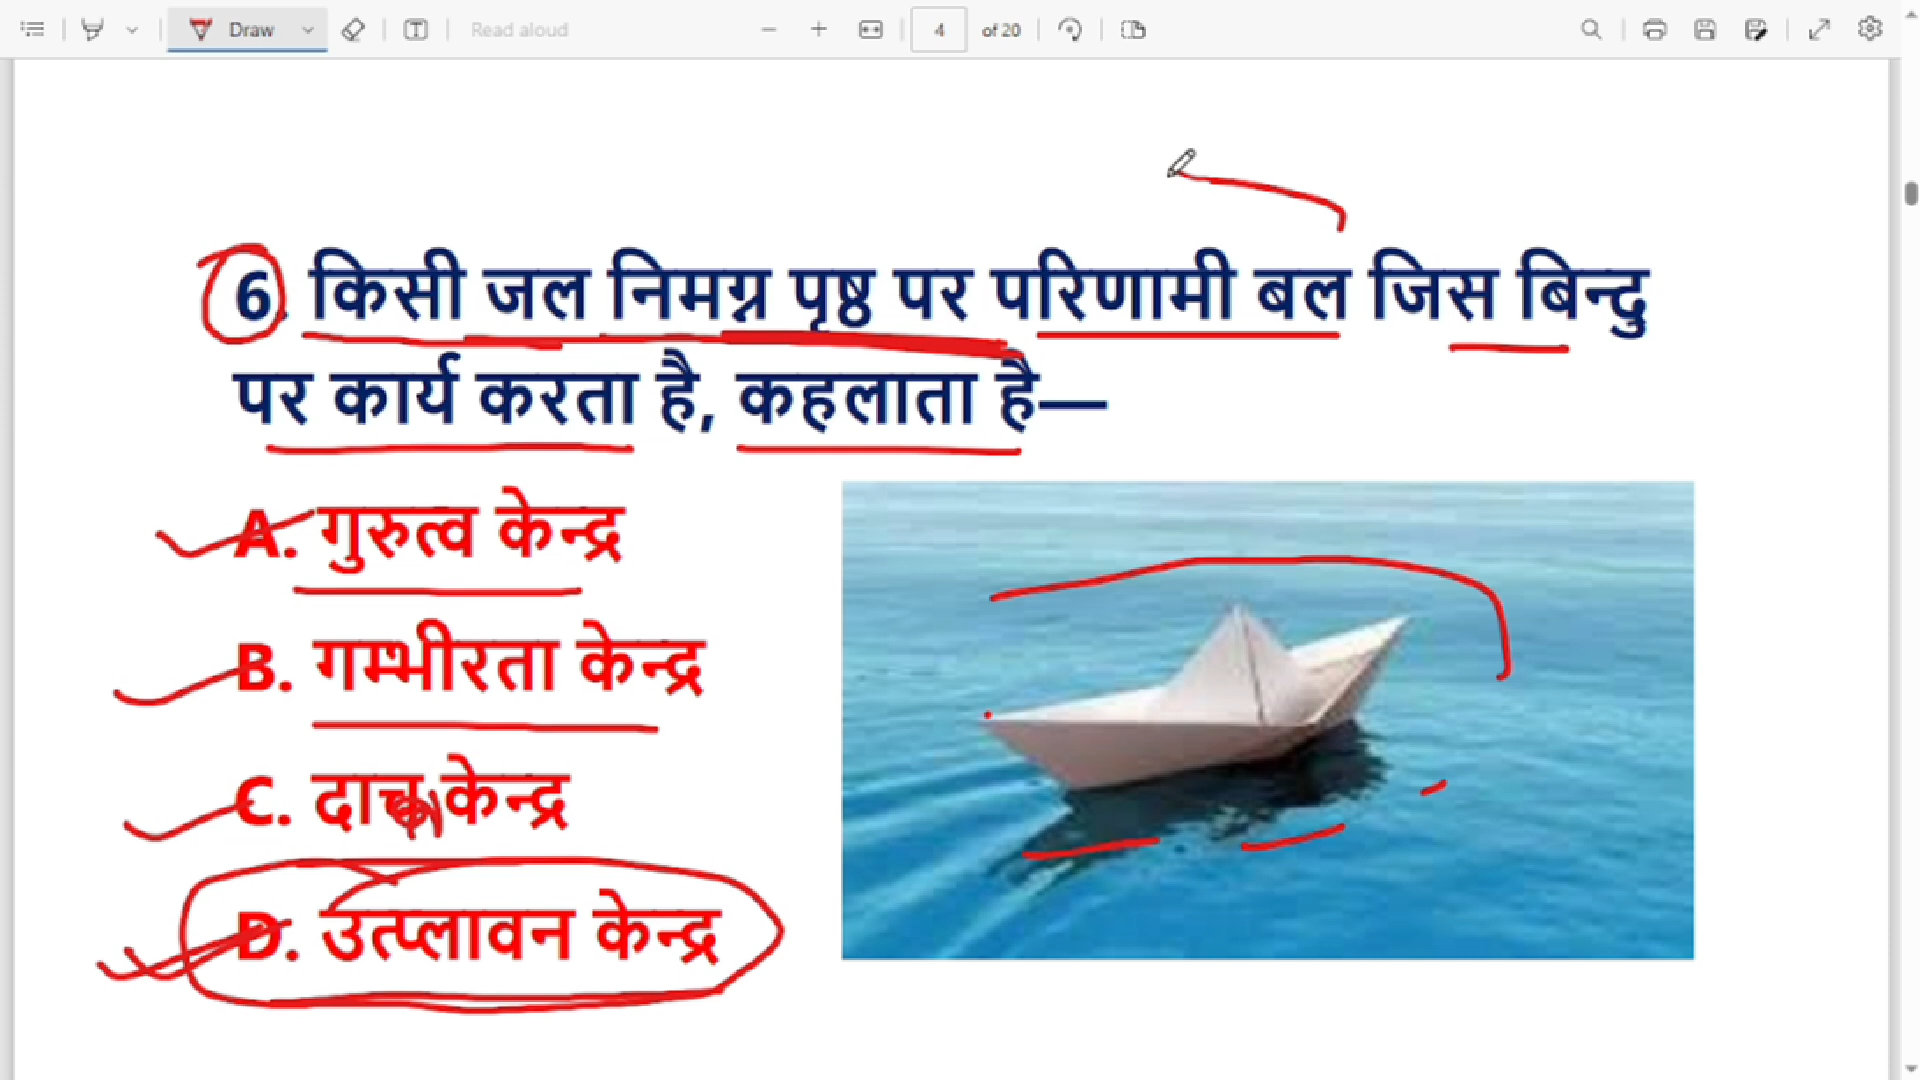 Draw
Read aloud
4
of 20
6. किसी जल निमग्न पृष्ठ पर परिणामी बल जिस बिन्दु
पर कार्य करता है, कहलाता है—
A. गुरुत्व केन्द्र
B. गम्भीरता केन्द्र
C. दाच केन्द्र
D. उत्प्लावन केन्द्र